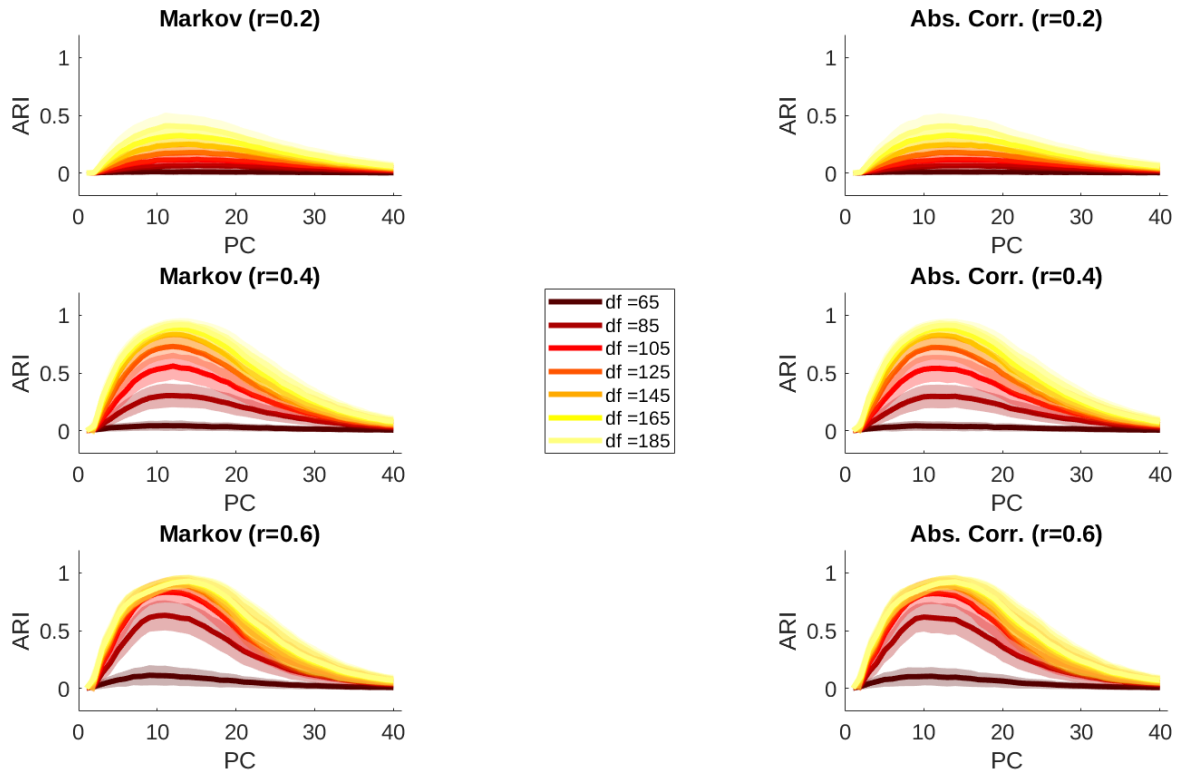 Markov (r=0.2)
1
0.5
0
ARI
0 10 20 30 40
PC
Abs. Corr. (r=0.2)
1
0.5
0
ARI
0 10 20 30 40
PC
Markov (r=0.4)
1
0.5
0
ARI
0 10 20 30 40
PC
df =65
df =85
df =105
df =125
df =145
df =165
df =185
Abs. Corr. (r=0.4)
1
0.5
0
ARI
0 10 20 30 40
PC
Markov (r=0.6)
1
0.5
0
ARI
0 10 20 30 40
PC
Abs. Corr. (r=0.6)
1
0.5
0
ARI
0 10 20 30 40
PC